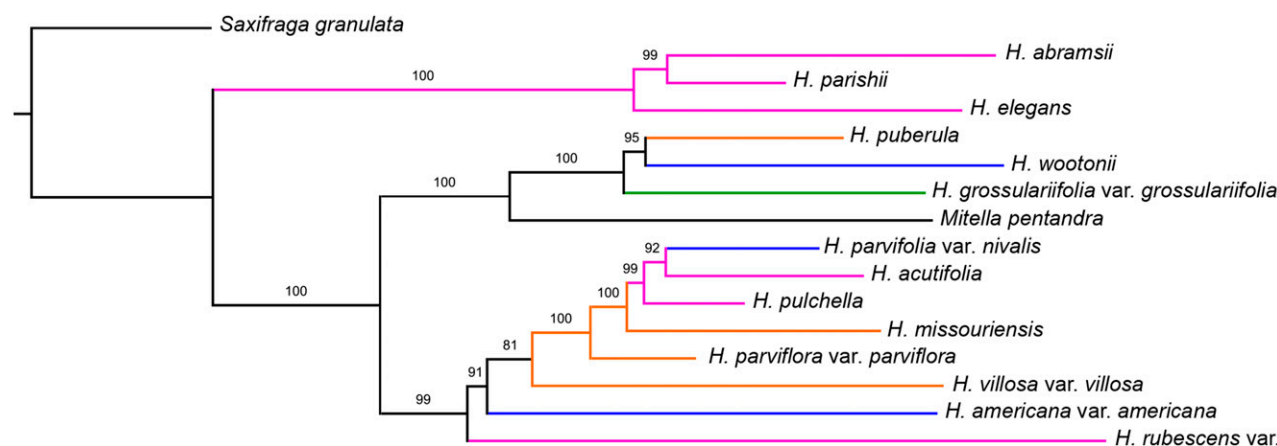 Saxifraga granulata
H. abramsii
99
H. parishii
100
H. elegans
H. puberula
95
H. wootonii
100
H. grossulariifolia var. grossulariifolia
100
Mitella pentandra
H. parvifolia var. nivalis
92
H. acutifolia
99
H. pulchella
100
100
H. missouriensis
100
H. parviflora var. parviflora
81
H. villosa var. villosa
91
H. americana var. americana
99
H. rubescens var.